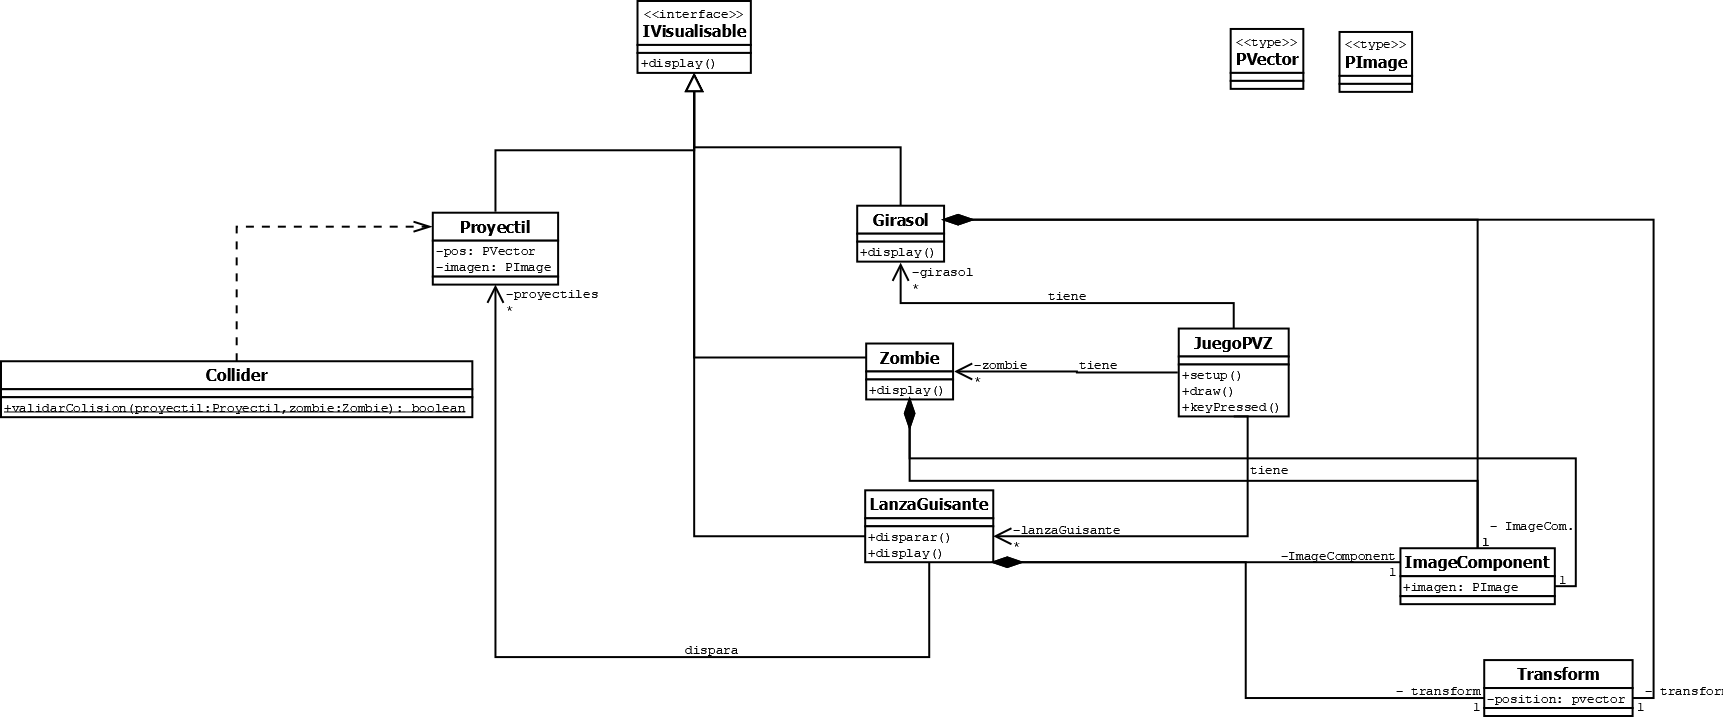 <<interface>>
IVisualisable
+display()
<<type>>
PVector
<<type>>
PImage
Proyectil
-pos: PVector
-imagen: PImage
-proyectiles
*
Girasol
+display()
-girasol
*
tiene
JuegoPVZ
+setup()
+draw()
+keyPressed()
Zombie
+display()
-zombie
*
tiene
Collider
+validarColision(proyectil:Proyectil,zombie:Zombie): boolean
tiene
LanzaGuisante
+disparar()
+display()
-lanzaGuisante
*
- ImageCom.
1
-ImageComponent
1
ImageComponent
+imagen: PImage
1
dispara
Transform
-position: pvector
- transform
1
- transform
1